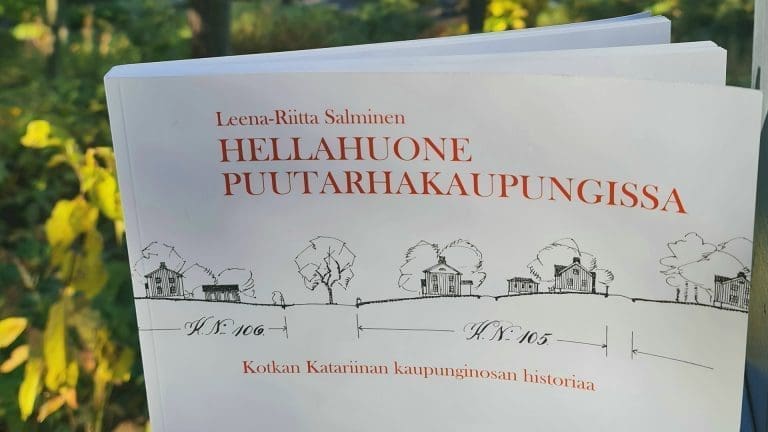 Leena-Riitta Salminen
HELLAHUONE
PUUTARHAKAUPUNGISSA
H.N:o 106.
H.N:o 105.
Kotkan Katariinan kaupunginosan historiaa